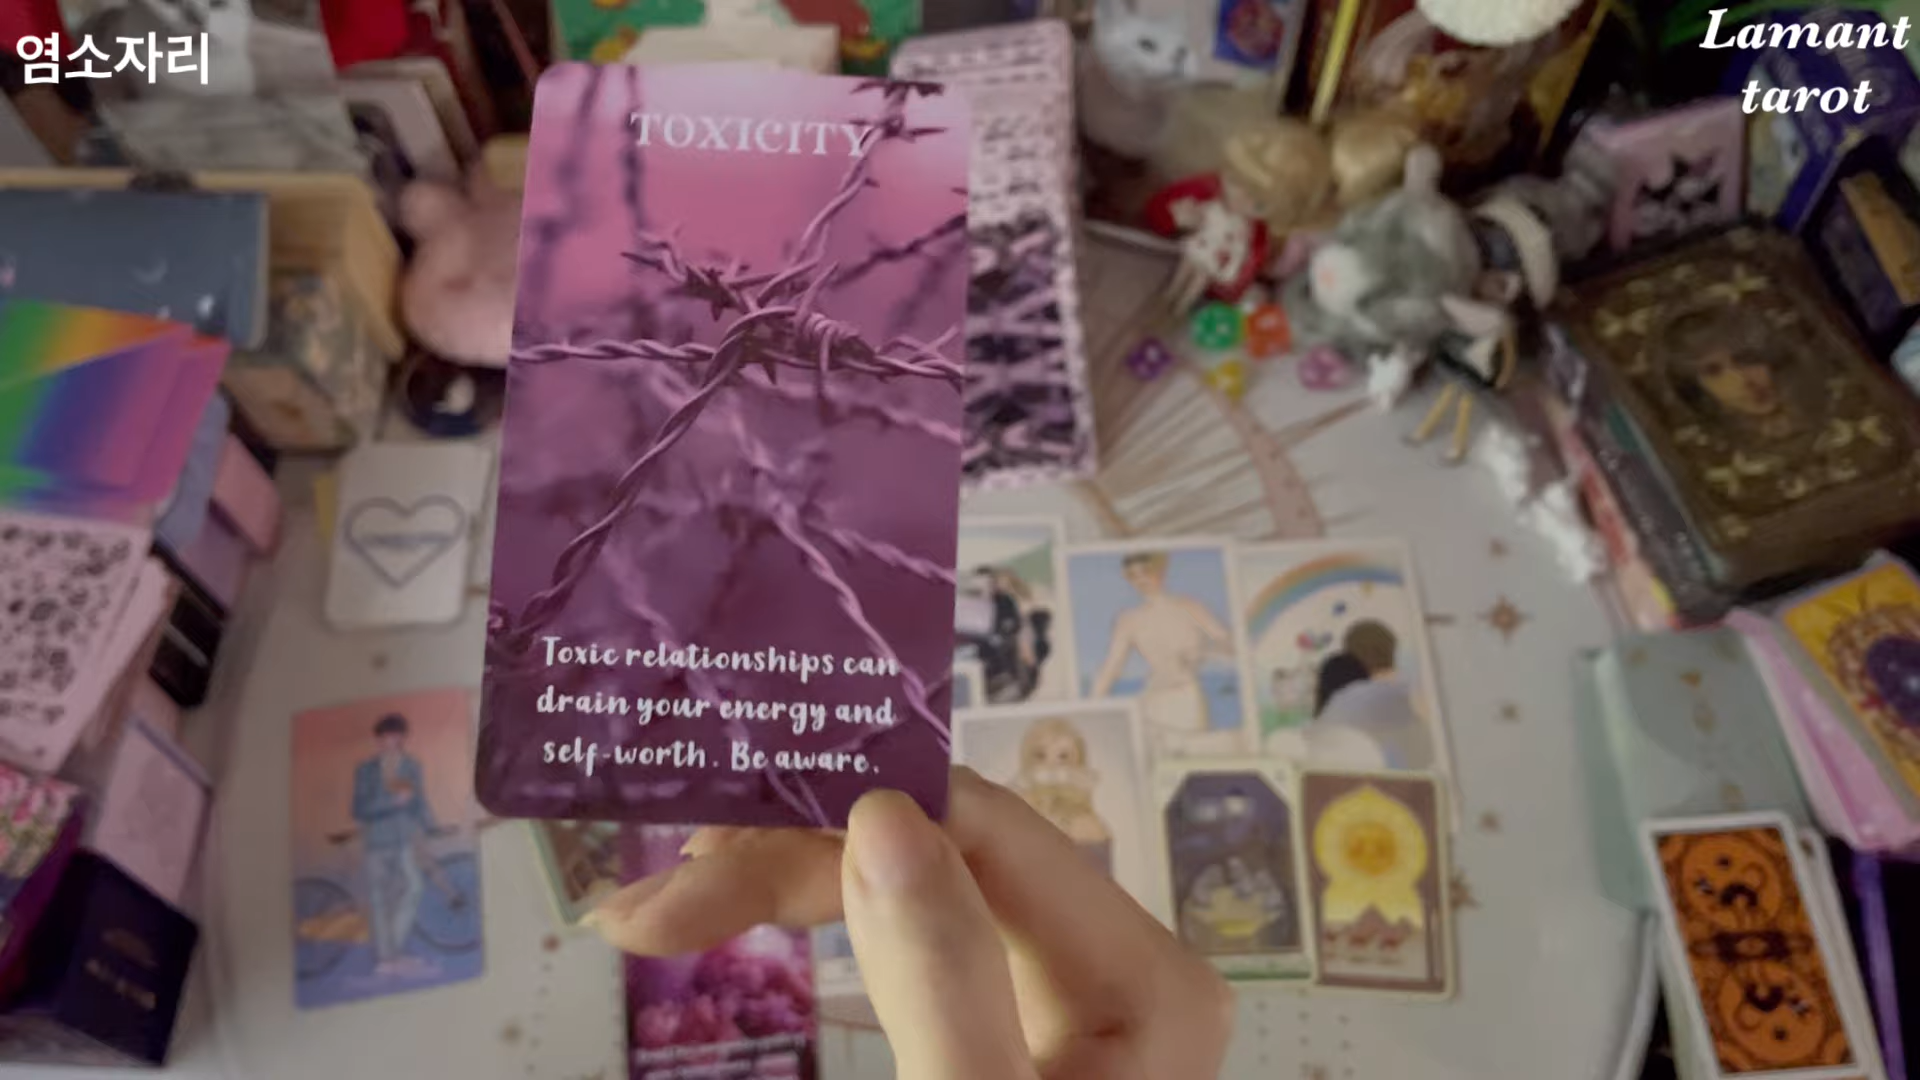 염소자리
Lamant
tarot
TOXICITY
Toxic relationships can
drain your energy and
self-worth. Be aware.